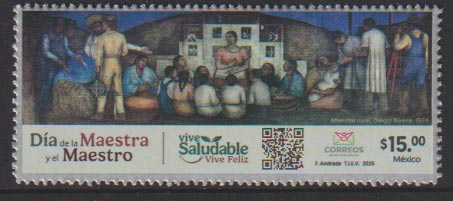 Maestra rural, Diego Rivera, 1924
Día de la Maestra
y el Maestro
vive
Saludable
Vive Feliz
CORREOS
F. Andrade T.I.E.V. 2025
$15.00
México